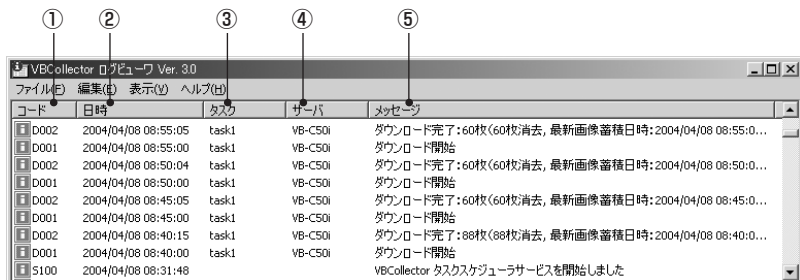 ① ② ③ ④ ⑤
VBCollector ログビューワ Ver. 3.0
ファイル(F) 編集(E) 表示(V) ヘルプ(H)
コード 日時 タスク サーバ メッセージ
D002 2004/04/08 08:55:05 task1 VB-C50i ダウンロード完了:60枚(60枚消去, 最新画像蓄積日時:2004/04/08 08:55:0...
D001 2004/04/08 08:55:00 task1 VB-C50i ダウンロード開始
D002 2004/04/08 08:50:04 task1 VB-C50i ダウンロード完了:60枚(60枚消去, 最新画像蓄積日時:2004/04/08 08:50:0...
D001 2004/04/08 08:50:00 task1 VB-C50i ダウンロード開始
D002 2004/04/08 08:45:05 task1 VB-C50i ダウンロード完了:60枚(60枚消去, 最新画像蓄積日時:2004/04/08 08:45:0...
D001 2004/04/08 08:45:00 task1 VB-C50i ダウンロード開始
D002 2004/04/08 08:40:15 task1 VB-C50i ダウンロード完了:88枚(88枚消去, 最新画像蓄積日時:2004/04/08 08:40:0...
D001 2004/04/08 08:40:00 task1 VB-C50i ダウンロード開始
S100 2004/04/08 08:31:48 VBCollector タスクスケジューラサービスを開始しました